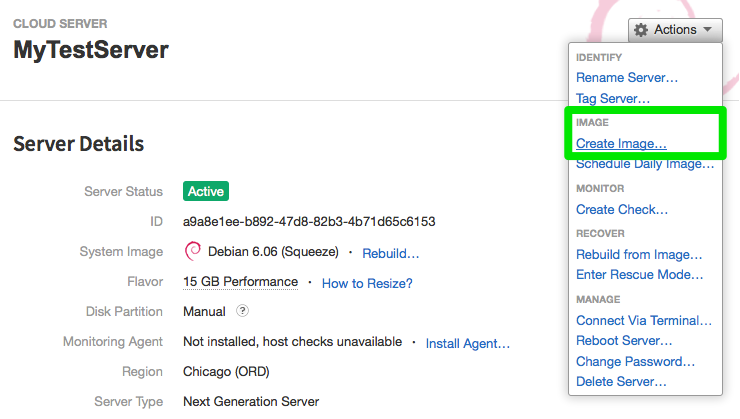 CLOUD SERVER
MyTestServer
Actions
IDENTIFY
Rename Server...
Tag Server...
IMAGE
Create Image...
Schedule Daily Image...
MONITOR
Create Check...
RECOVER
Rebuild from Image...
Enter Rescue Mode...
MANAGE
Connect Via Terminal...
Reboot Server...
Change Password...
Delete Server...
Server Details
Server Status Active
ID a9a8e1ee-b892-47d8-82b3-4b71d65c6153
System Image Debian 6.06 (Squeeze) · Rebuild...
Flavor 15 GB Performance · How to Resize?
Disk Partition Manual ?
Monitoring Agent Not installed, host checks unavailable · Install Agent...
Region Chicago (ORD)
Server Type Next Generation Server